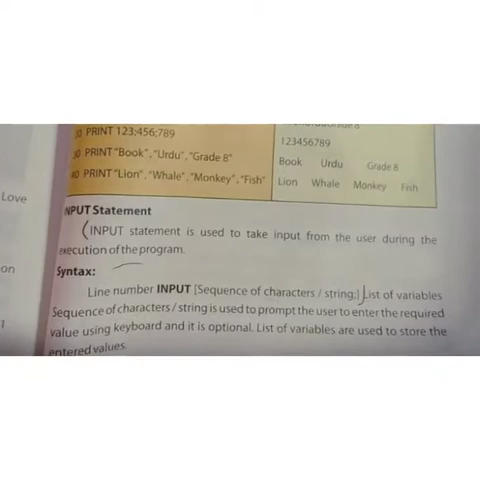 20 PRINT 123;456;789
123456789
30 PRINT "Book", "Urdu", "Grade 8"
Book Urdu Grade 8
40 PRINT "Lion", "Whale", "Monkey", "Fish"
Lion Whale Monkey Fish
INPUT Statement
INPUT statement is used to take input from the user during the
execution of the program.
Syntax:
Line number INPUT [Sequence of characters / string;] List of variables
Sequence of characters / string is used to prompt the user to enter the required
value using keyboard and it is optional. List of variables are used to store the
entered values.
Love
on
1